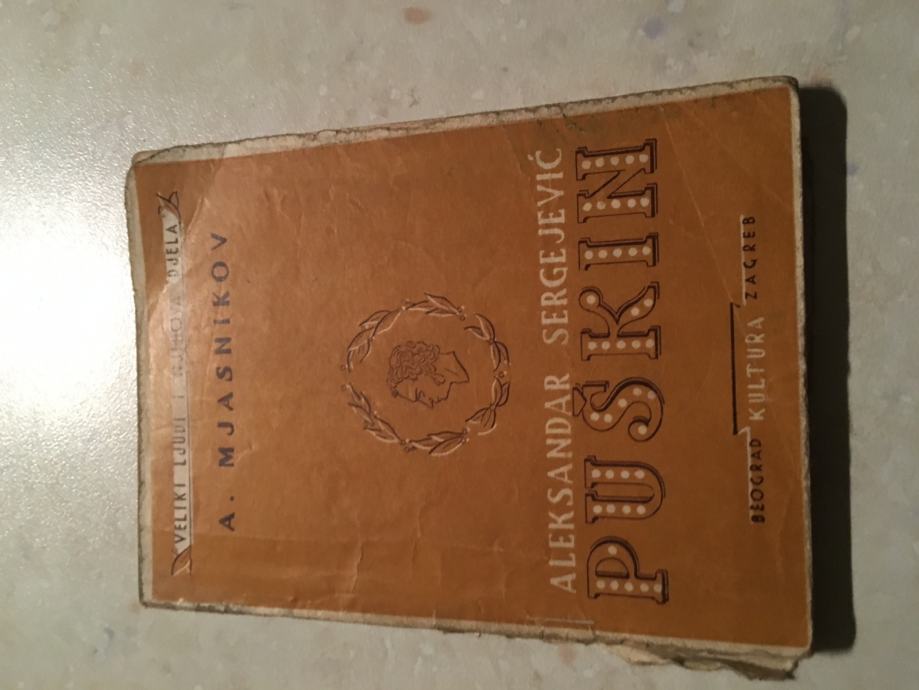 VELIKI LJUDI I NJIHOVA DJELA
A. MJASNIKOV
ALEKSANDAR SERGEJEVIĆ
PUŠKIN
BEOGRAD KULTURA ZAGREB